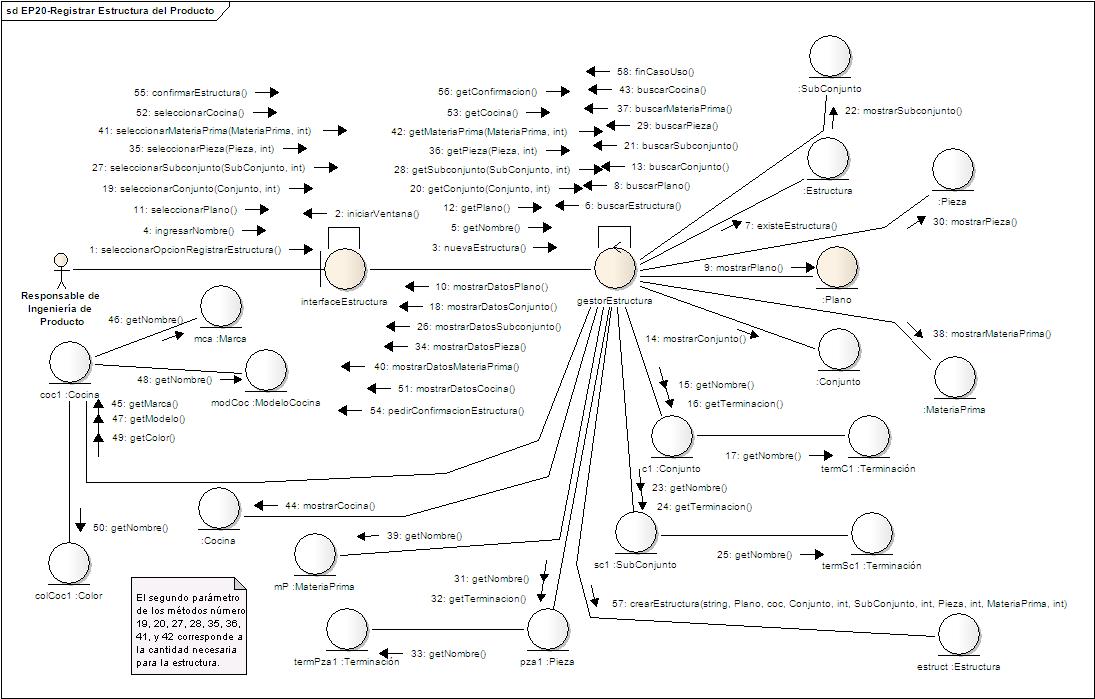 sd EP20-Registrar Estructura del Producto
55: confirmarEstructura()
52: seleccionarCocina()
41: seleccionarMateriaPrima(MateriaPrima, int)
35: seleccionarPieza(Pieza, int)
27: seleccionarSubconjunto(SubConjunto, int)
19: seleccionarConjunto(Conjunto, int)
11: seleccionarPlano()
4: ingresarNombre()
1: seleccionarOpcionRegistrarEstructura()
2: iniciarVentana()
56: getConfirmacion()
53: getCocina()
42: getMateriaPrima(MateriaPrima, int)
36: getPieza(Pieza, int)
28: getSubconjunto(SubConjunto, int)
20: getConjunto(Conjunto, int)
12: getPlano()
5: getNombre()
3: nuevaEstructura()
58: finCasoUso()
43: buscarCocina()
37: buscarMateriaPrima()
29: buscarPieza()
21: buscarSubconjunto()
13: buscarConjunto()
8: buscarPlano()
6: buscarEstructura()
:SubConjunto
22: mostrarSubconjunto()
:Estructura
7: existeEstructura()
:Pieza
30: mostrarPieza()
9: mostrarPlano()
:Plano
Responsable de
Ingeniería de
Producto
interfaceEstructura
gestorEstructura
10: mostrarDatosPlano()
18: mostrarDatosConjunto()
26: mostrarDatosSubconjunto()
34: mostrarDatosPieza()
40: mostrarDatosMateriaPrima()
51: mostrarDatosCocina()
54: pedirConfirmacionEstructura()
14: mostrarConjunto()
:Conjunto
38: mostrarMateriaPrima()
:MateriaPrima
46: getNombre()
mca :Marca
48: getNombre()
modCoc :ModeloCocina
coc1 :Cocina
45: getMarca()
47: getModelo()
49: getColor()
15: getNombre()
16: getTerminacion()
c1 :Conjunto
17: getNombre()
termC1 :Terminación
23: getNombre()
24: getTerminacion()
sc1 :SubConjunto
25: getNombre()
termSc1 :Terminación
44: mostrarCocina()
:Cocina
50: getNombre()
colCoc1 :Color
39: getNombre()
mP :MateriaPrima
31: getNombre()
32: getTerminacion()
33: getNombre()
termPza1 :Terminación
pza1 :Pieza
57: crearEstructura(string, Plano, coc, Conjunto, int, SubConjunto, int, Pieza, int, MateriaPrima, int)
estruct :Estructura
El segundo parámetro
de los métodos número
19, 20, 27, 28, 35, 36,
41, y 42 corresponde a
la cantidad necesaria
para la estructura.